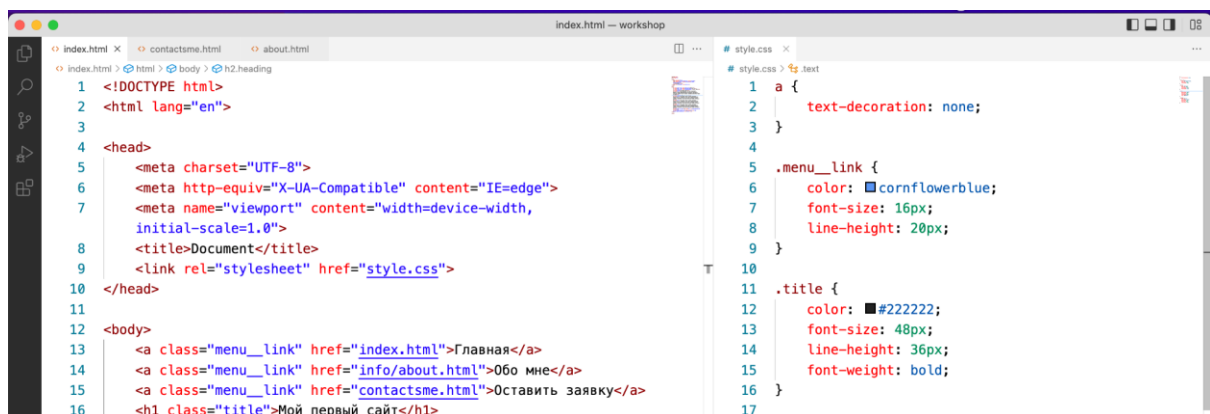 index.html — workshop
index.html × contactsme.html about.html ···
index.html > html > body > h2.heading
1 <!DOCTYPE html>
2 <html lang="en">
3
4 <head>
5 <meta charset="UTF-8">
6 <meta http-equiv="X-UA-Compatible" content="IE=edge">
7 <meta name="viewport" content="width=device-width,
initial-scale=1.0">
8 <title>Document</title>
9 <link rel="stylesheet" href="style.css">
10 </head>
11
12 <body>
13 <a class="menu__link" href="index.html">Главная</a>
14 <a class="menu__link" href="info/about.html">Обо мне</a>
15 <a class="menu__link" href="contactsme.html">Оставить заявку</a>
16 <h1 class="title">Мой первый сайт</h1>
# style.css × ···
# style.css > .text
1 a {
2 text-decoration: none;
3 }
4
5 .menu__link {
6 color: cornflowerblue;
7 font-size: 16px;
8 line-height: 20px;
9 }
10
11 .title {
12 color: #222222;
13 font-size: 48px;
14 line-height: 36px;
15 font-weight: bold;
16 }
17